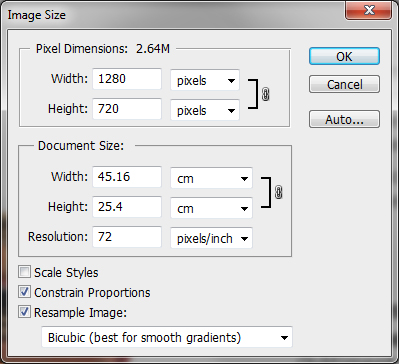 Image Size
Pixel Dimensions: 2.64M
OK
Width: 1280 pixels
Cancel
Height: 720 pixels
Auto...
Document Size:
Width: 45.16 cm
Height: 25.4 cm
Resolution: 72 pixels/inch
Scale Styles
Constrain Proportions
Resample Image:
Bicubic (best for smooth gradients)